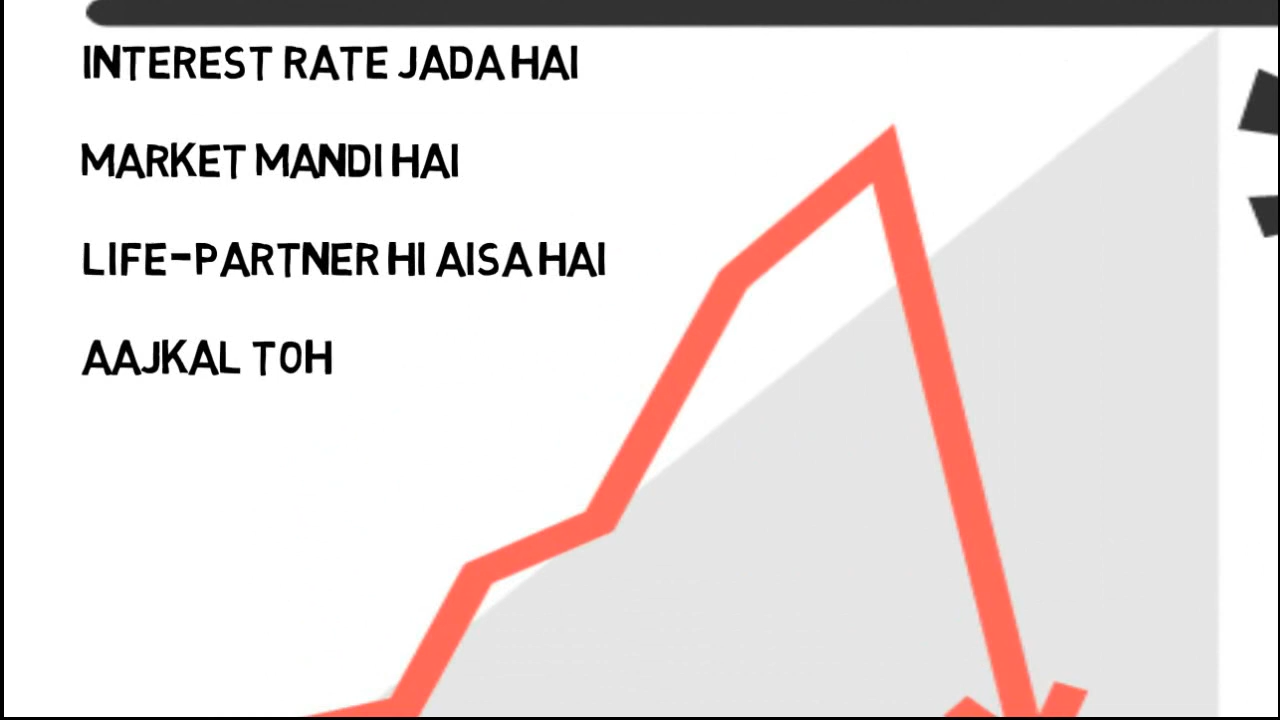 INTEREST RATE JADA HAI
MARKET MANDI HAI
LIFE-PARTNER HI AISA HAI
AAJKAL TOH